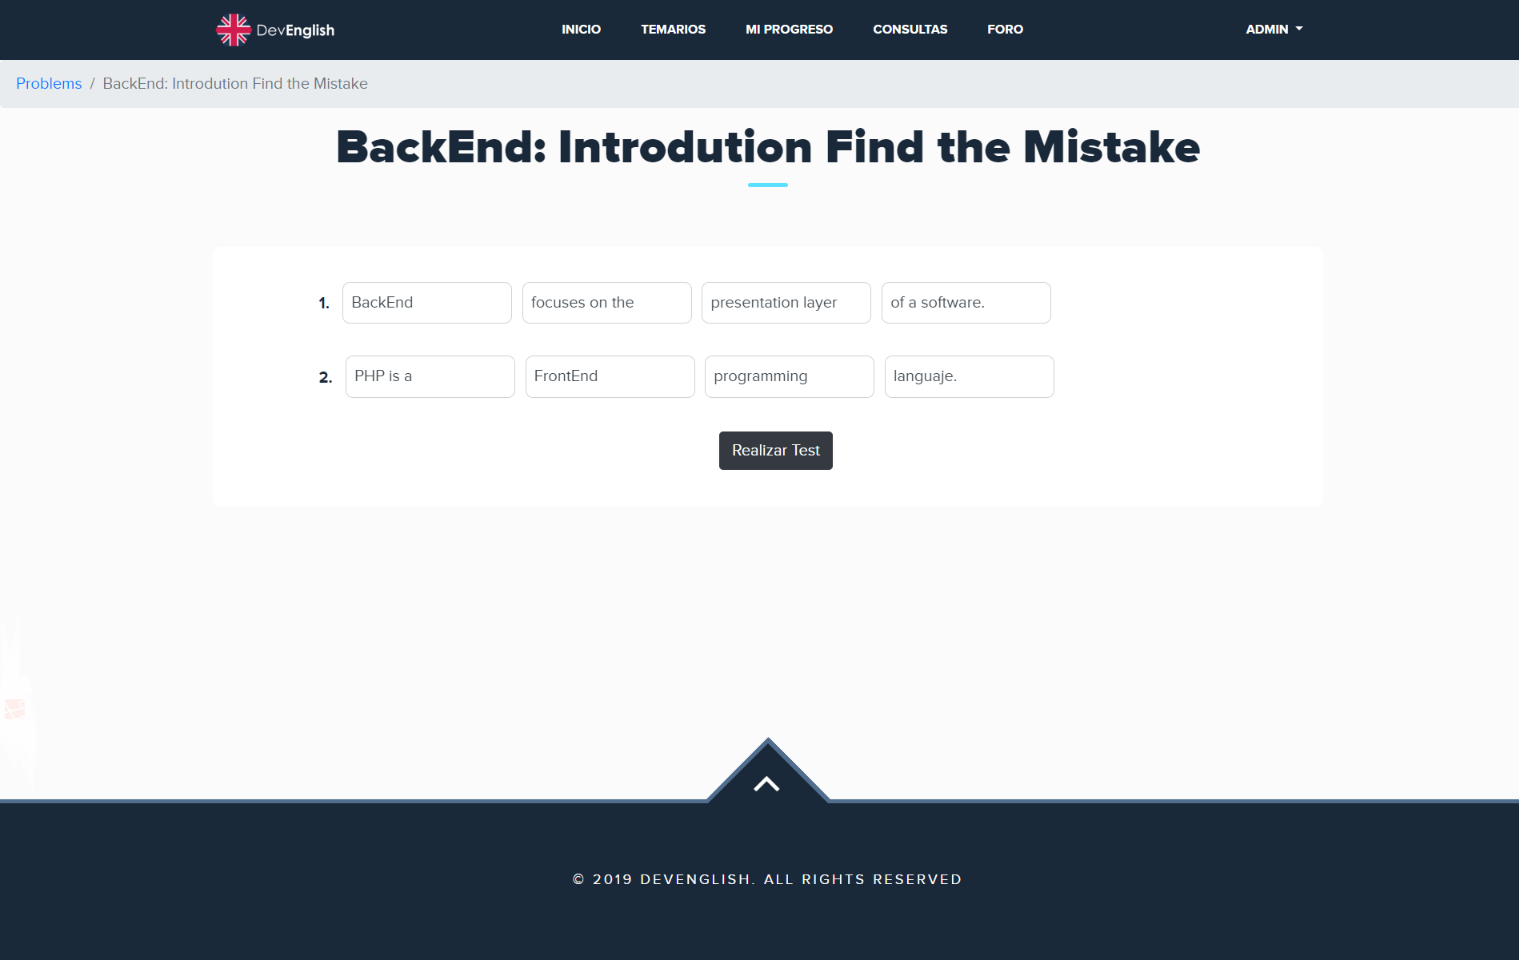 DevEnglish INICIO TEMARIOS MI PROGRESO CONSULTAS FORO ADMIN
Problems / BackEnd: Introdution Find the Mistake
BackEnd: Introdution Find the Mistake
1. BackEnd focuses on the presentation layer of a software.
2. PHP is a FrontEnd programming languaje.
Realizar Test
© 2019 DEVENGLISH. ALL RIGHTS RESERVED